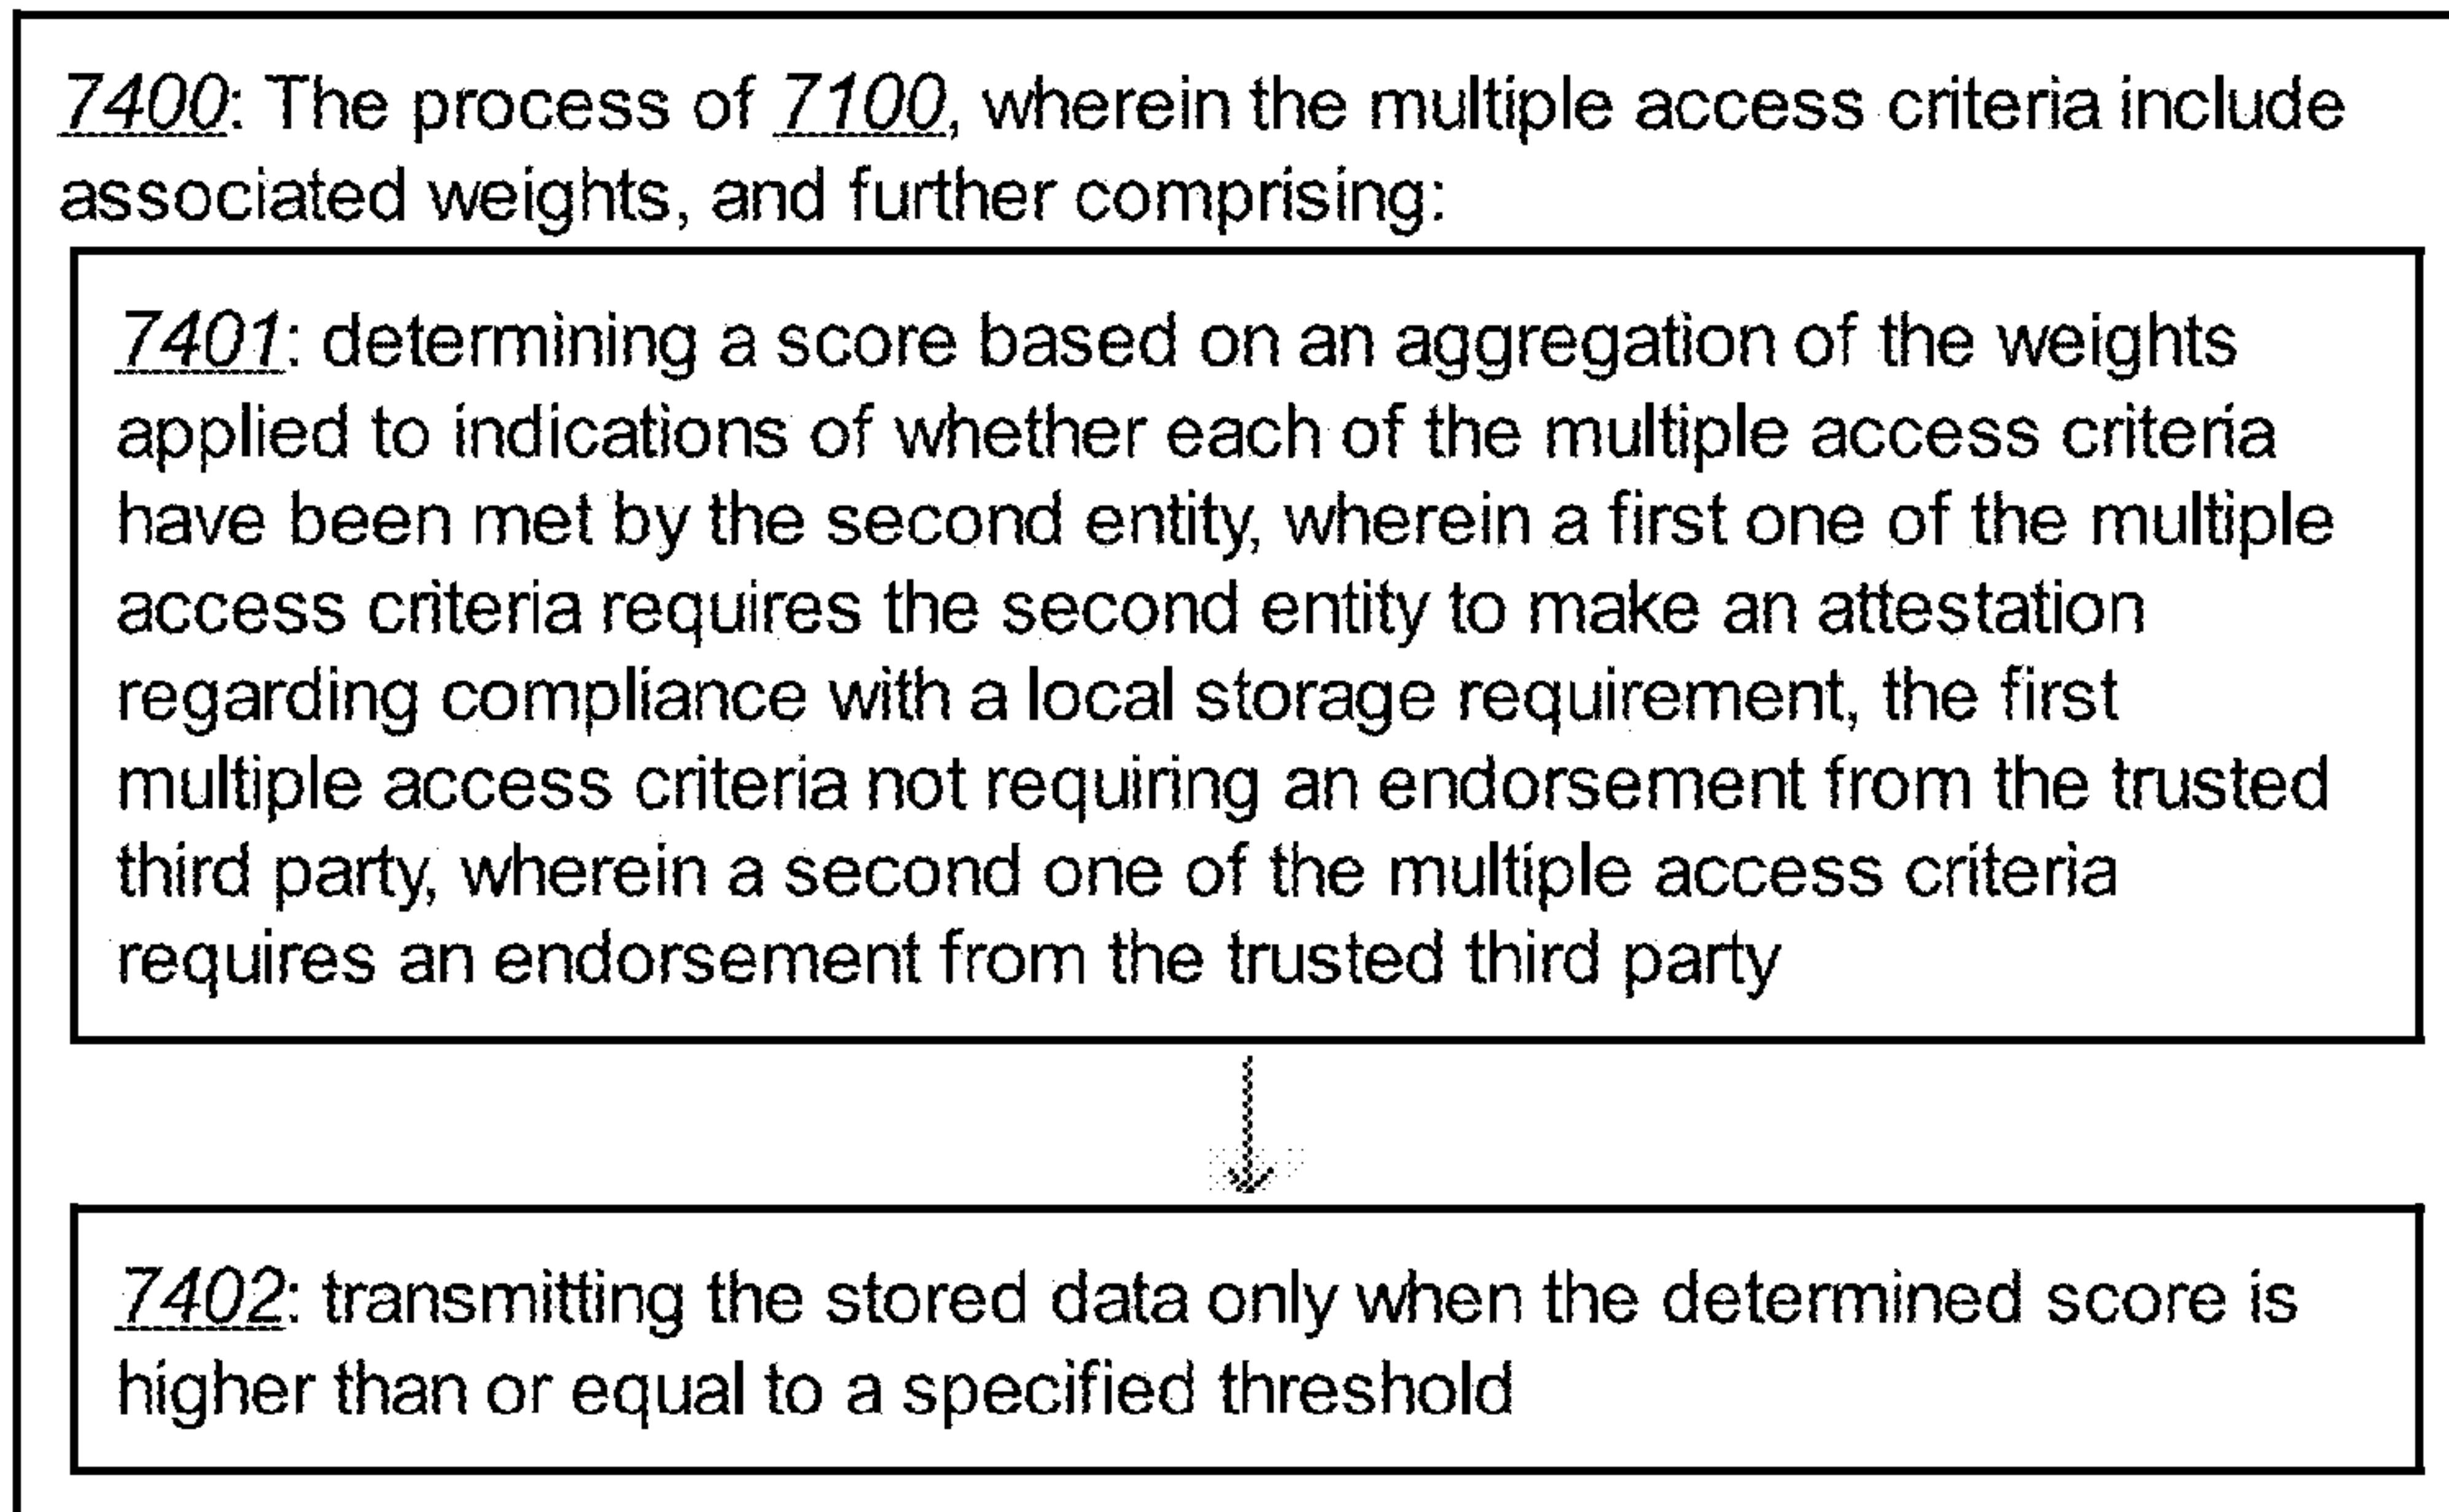 7400: The process of 7100, wherein the multiple access criteria include
associated weights, and further comprising:
7401: determining a score based on an aggregation of the weights
applied to indications of whether each of the multiple access criteria
have been met by the second entity, wherein a first one of the multiple
access criteria requires the second entity to make an attestation
regarding compliance with a local storage requirement, the first
multiple access criteria not requiring an endorsement from the trusted
third party, wherein a second one of the multiple access criteria
requires an endorsement from the trusted third party
7402: transmitting the stored data only when the determined score is
higher than or equal to a specified threshold